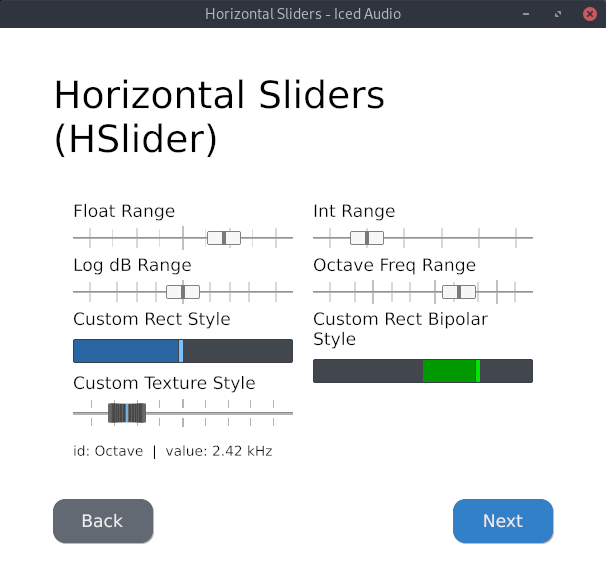 Horizontal Sliders - Iced Audio
Horizontal Sliders
(HSlider)
Float Range
Int Range
Log dB Range
Octave Freq Range
Custom Rect Style
Custom Rect Bipolar
Style
Custom Texture Style
id: Octave  |  value: 2.42 kHz
Back
Next